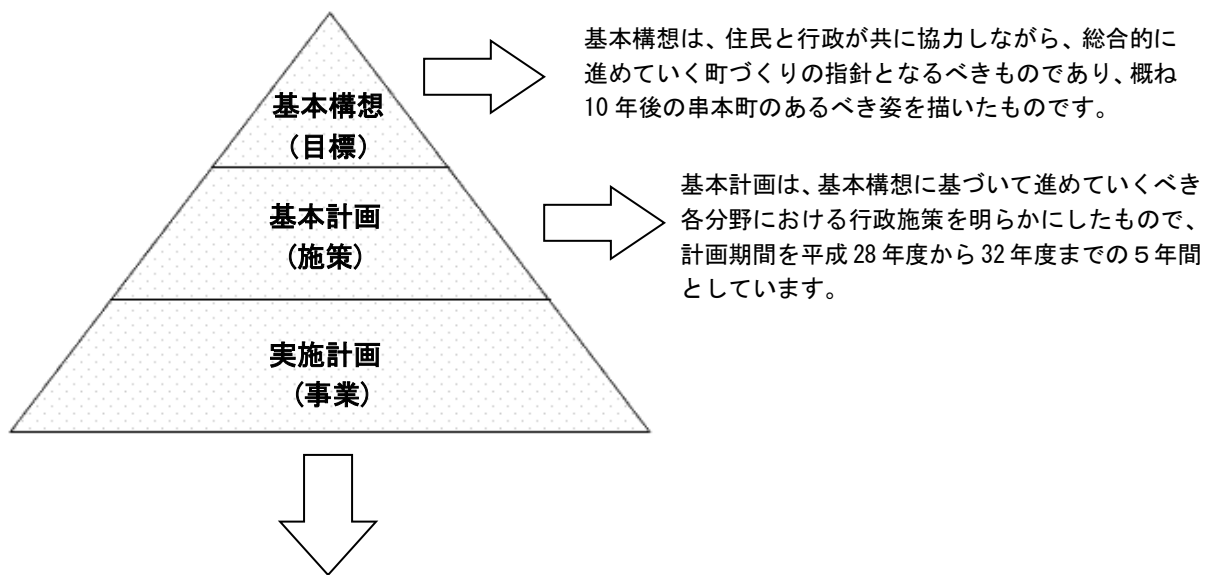 基本構想は、住民と行政が共に協力しながら、総合的に
進めていく町づくりの指針となるべきものであり、概ね
10年後の串本町のあるべき姿を描いたものです。
基本構想
（目標）
基本計画は、基本構想に基づいて進めていくべき
各分野における行政施策を明らかにしたもので、
計画期間を平成28年度から32年度までの５年間
としています。
基本計画
(施策)
実施計画
(事業)